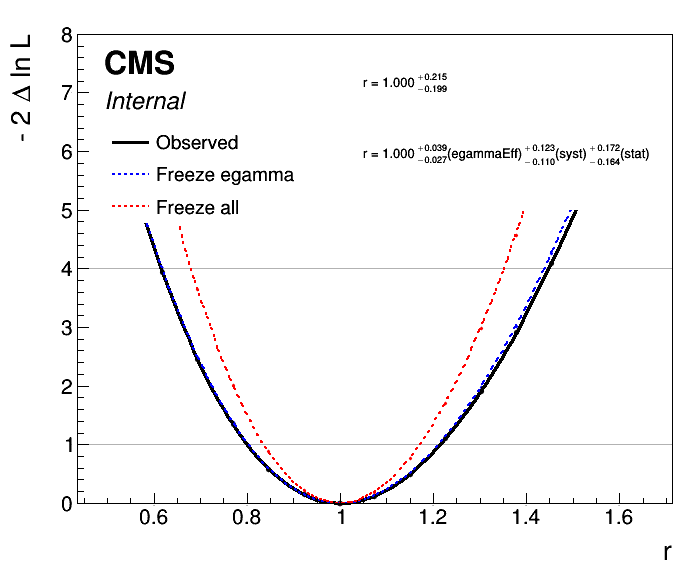 - 2 Δ ln L
8
7
6
5
4
3
2
1
0
CMS
Internal
Observed
Freeze egamma
Freeze all
r = 1.000 +0.215 −0.199
r = 1.000 +0.039 −0.027(egammaEff) +0.123 −0.110(syst) +0.172 −0.164(stat)
0.6 0.8 1 1.2 1.4 1.6
r